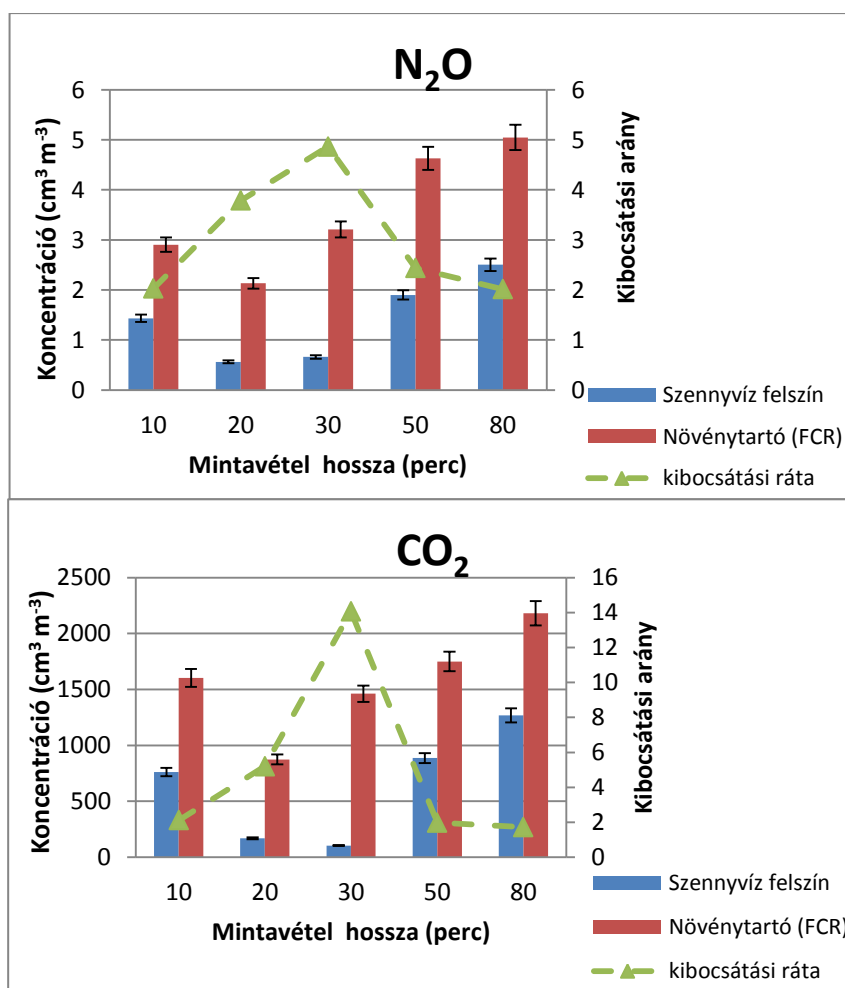 N₂O
Koncentráció (cm³ m⁻³)
6
5
4
3
2
1
0
6
5
4
3
2
1
0
Kibocsátási arány
10 20 30 50 80
Mintavétel hossza (perc)
Szennyvíz felszín
Növénytartó (FCR)
kibocsátási ráta
CO₂
Koncentráció (cm³ m⁻³)
2500
2000
1500
1000
500
0
16
14
12
10
8
6
4
2
0
Kibocsátási arány
10 20 30 50 80
Mintavétel hossza (perc)
Szennyvíz felszín
Növénytartó (FCR)
kibocsátási ráta